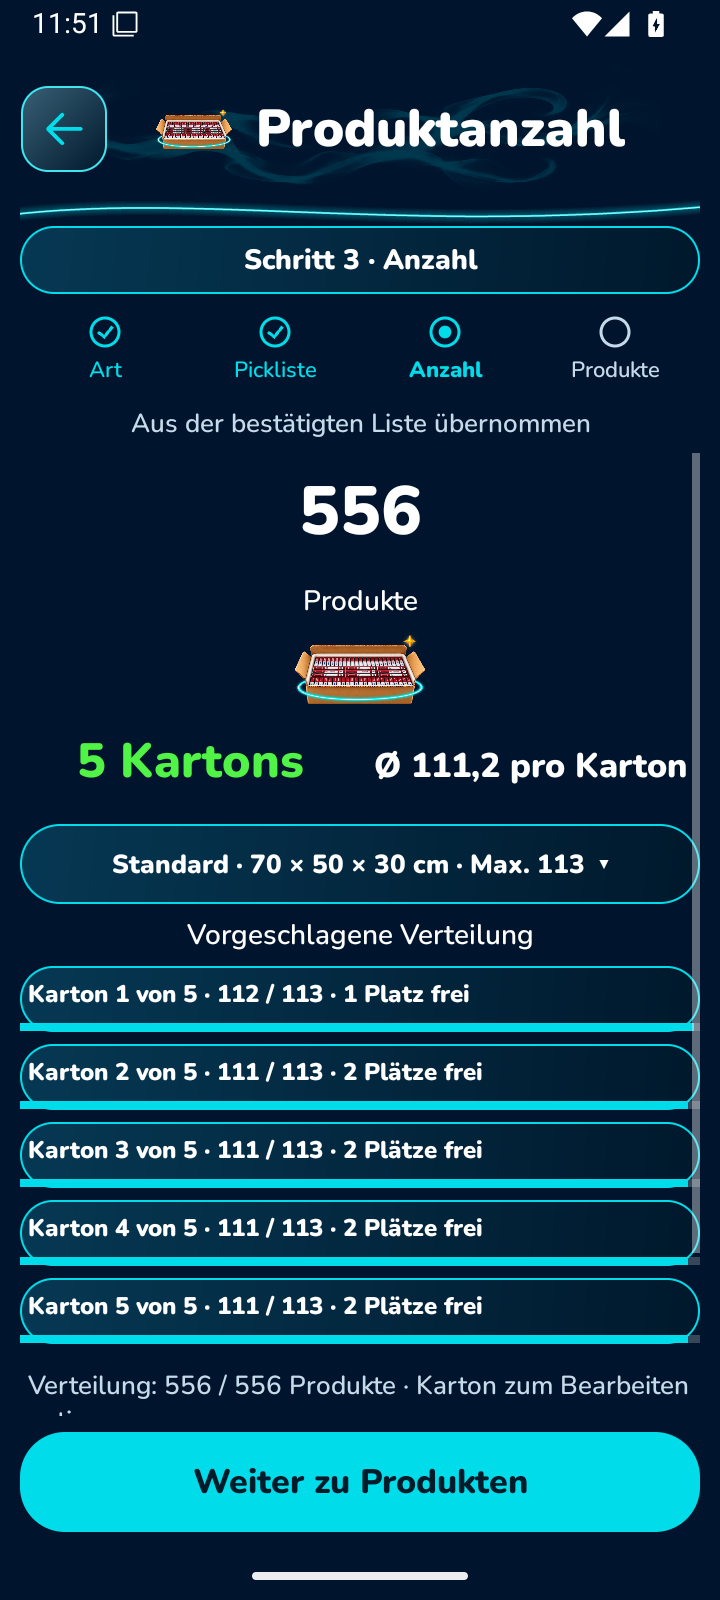 11:51
Produktanzahl
Schritt 3 · Anzahl
Art Pickliste Anzahl Produkte
Aus der bestätigten Liste übernommen
556
Produkte
5 Kartons Ø 111,2 pro Karton
Standard · 70 × 50 × 30 cm · Max. 113 ▼
Vorgeschlagene Verteilung
Karton 1 von 5 · 112 / 113 · 1 Platz frei
Karton 2 von 5 · 111 / 113 · 2 Plätze frei
Karton 3 von 5 · 111 / 113 · 2 Plätze frei
Karton 4 von 5 · 111 / 113 · 2 Plätze frei
Karton 5 von 5 · 111 / 113 · 2 Plätze frei
Verteilung: 556 / 556 Produkte · Karton zum Bearbeiten
Weiter zu Produkten